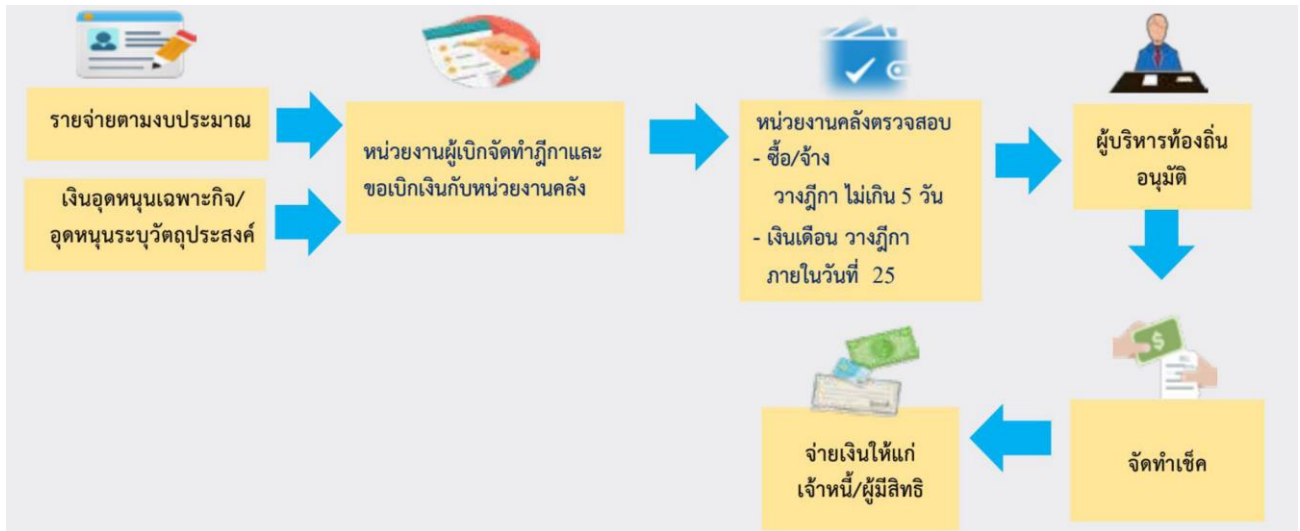 รายจ่ายตามงบประมาณ
เงินอุดหนุนเฉพาะกิจ/
อุดหนุนระบุวัตถุประสงค์
หน่วยงานผู้เบิกจัดทำฎีกาและ
ขอเบิกเงินกับหน่วยงานคลัง
หน่วยงานคลังตรวจสอบ
- ซื้อ/จ้าง
วางฎีกา ไม่เกิน 5 วัน
- เงินเดือน วางฎีกา
ภายในวันที่ 25
ผู้บริหารท้องถิ่น
อนุมัติ
จัดทำเช็ค
จ่ายเงินให้แก่
เจ้าหนี้/ผู้มีสิทธิ